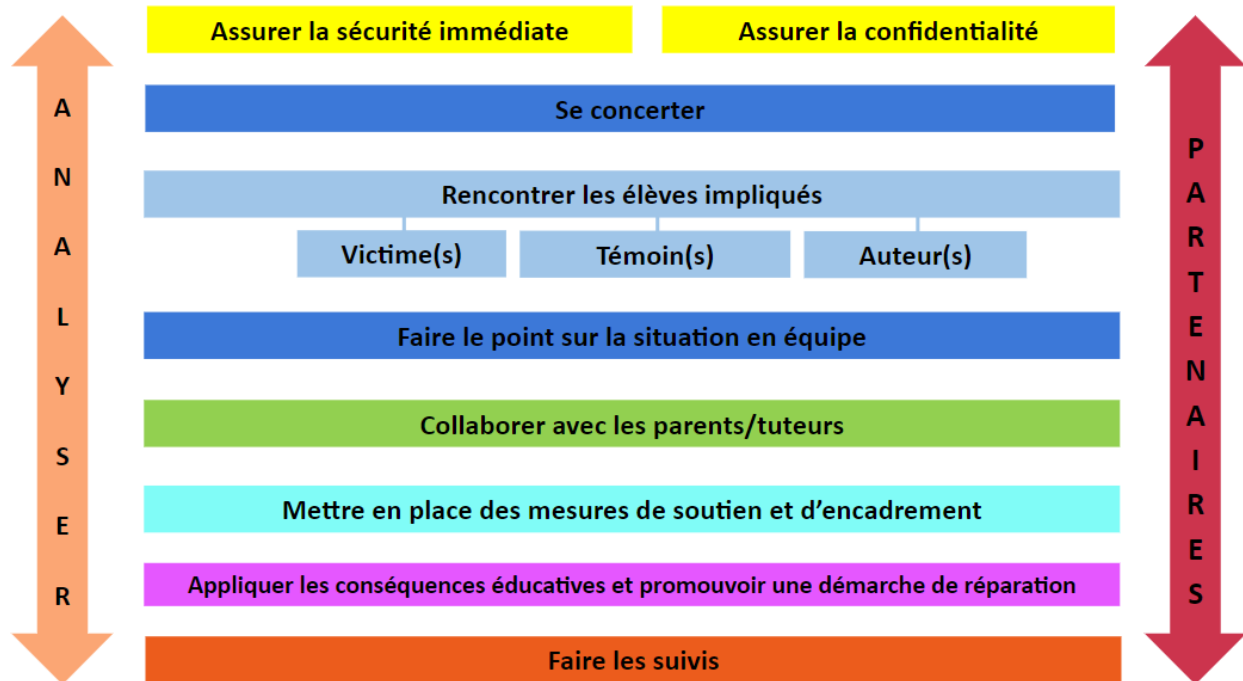 Assurer la sécurité immédiate
Assurer la confidentialité
ANALYSER
Se concerter
Rencontrer les élèves impliqués
Victime(s)
Témoin(s)
Auteur(s)
Faire le point sur la situation en équipe
Collaborer avec les parents/tuteurs
Mettre en place des mesures de soutien et d’encadrement
Appliquer les conséquences éducatives et promouvoir une démarche de réparation
Faire les suivis
PARTENAIRES